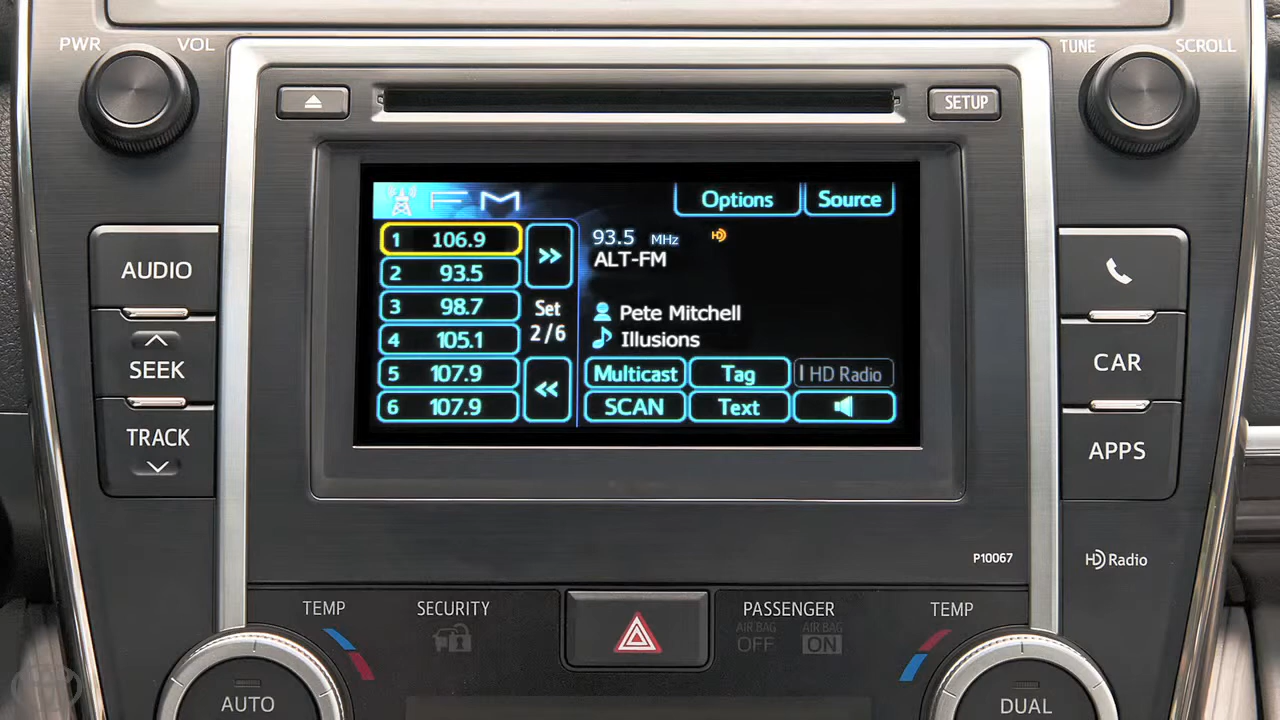 PWR VOL
TUNE SCROLL
SETUP
FM
Options Source
1 106.9
2 93.5
3 98.7
4 105.1
5 107.9
6 107.9
Set
2/6
93.5 MHz HD
ALT-FM
Pete Mitchell
Illusions
Multicast Tag HD Radio
SCAN Text
AUDIO
SEEK
TRACK
CAR
APPS
P10067
HD Radio
TEMP SECURITY PASSENGER TEMP
AIR BAG
OFF
AIR BAG
ON
AUTO
DUAL